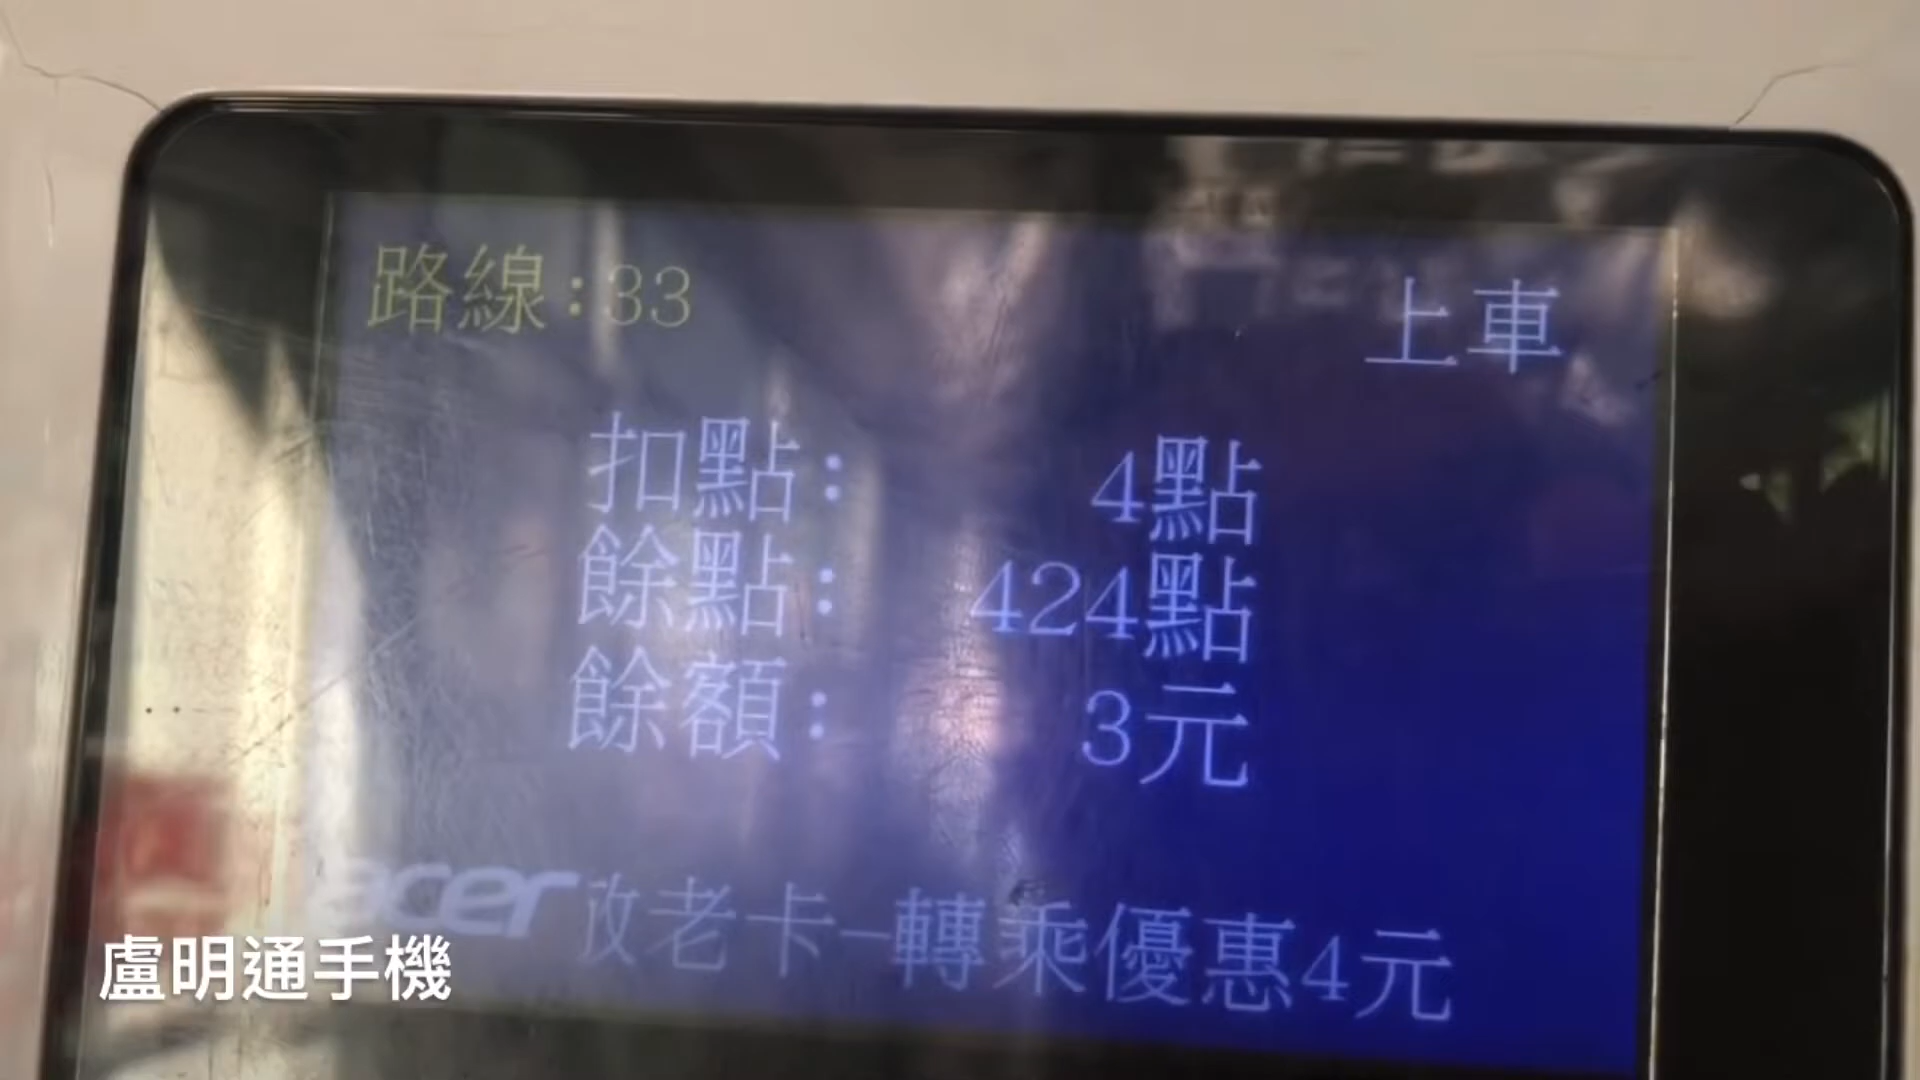 路線:33
上車
扣點: 4點
餘點: 424點
餘額: 3元
acer
敬老卡-轉乘優惠4元
盧明通手機